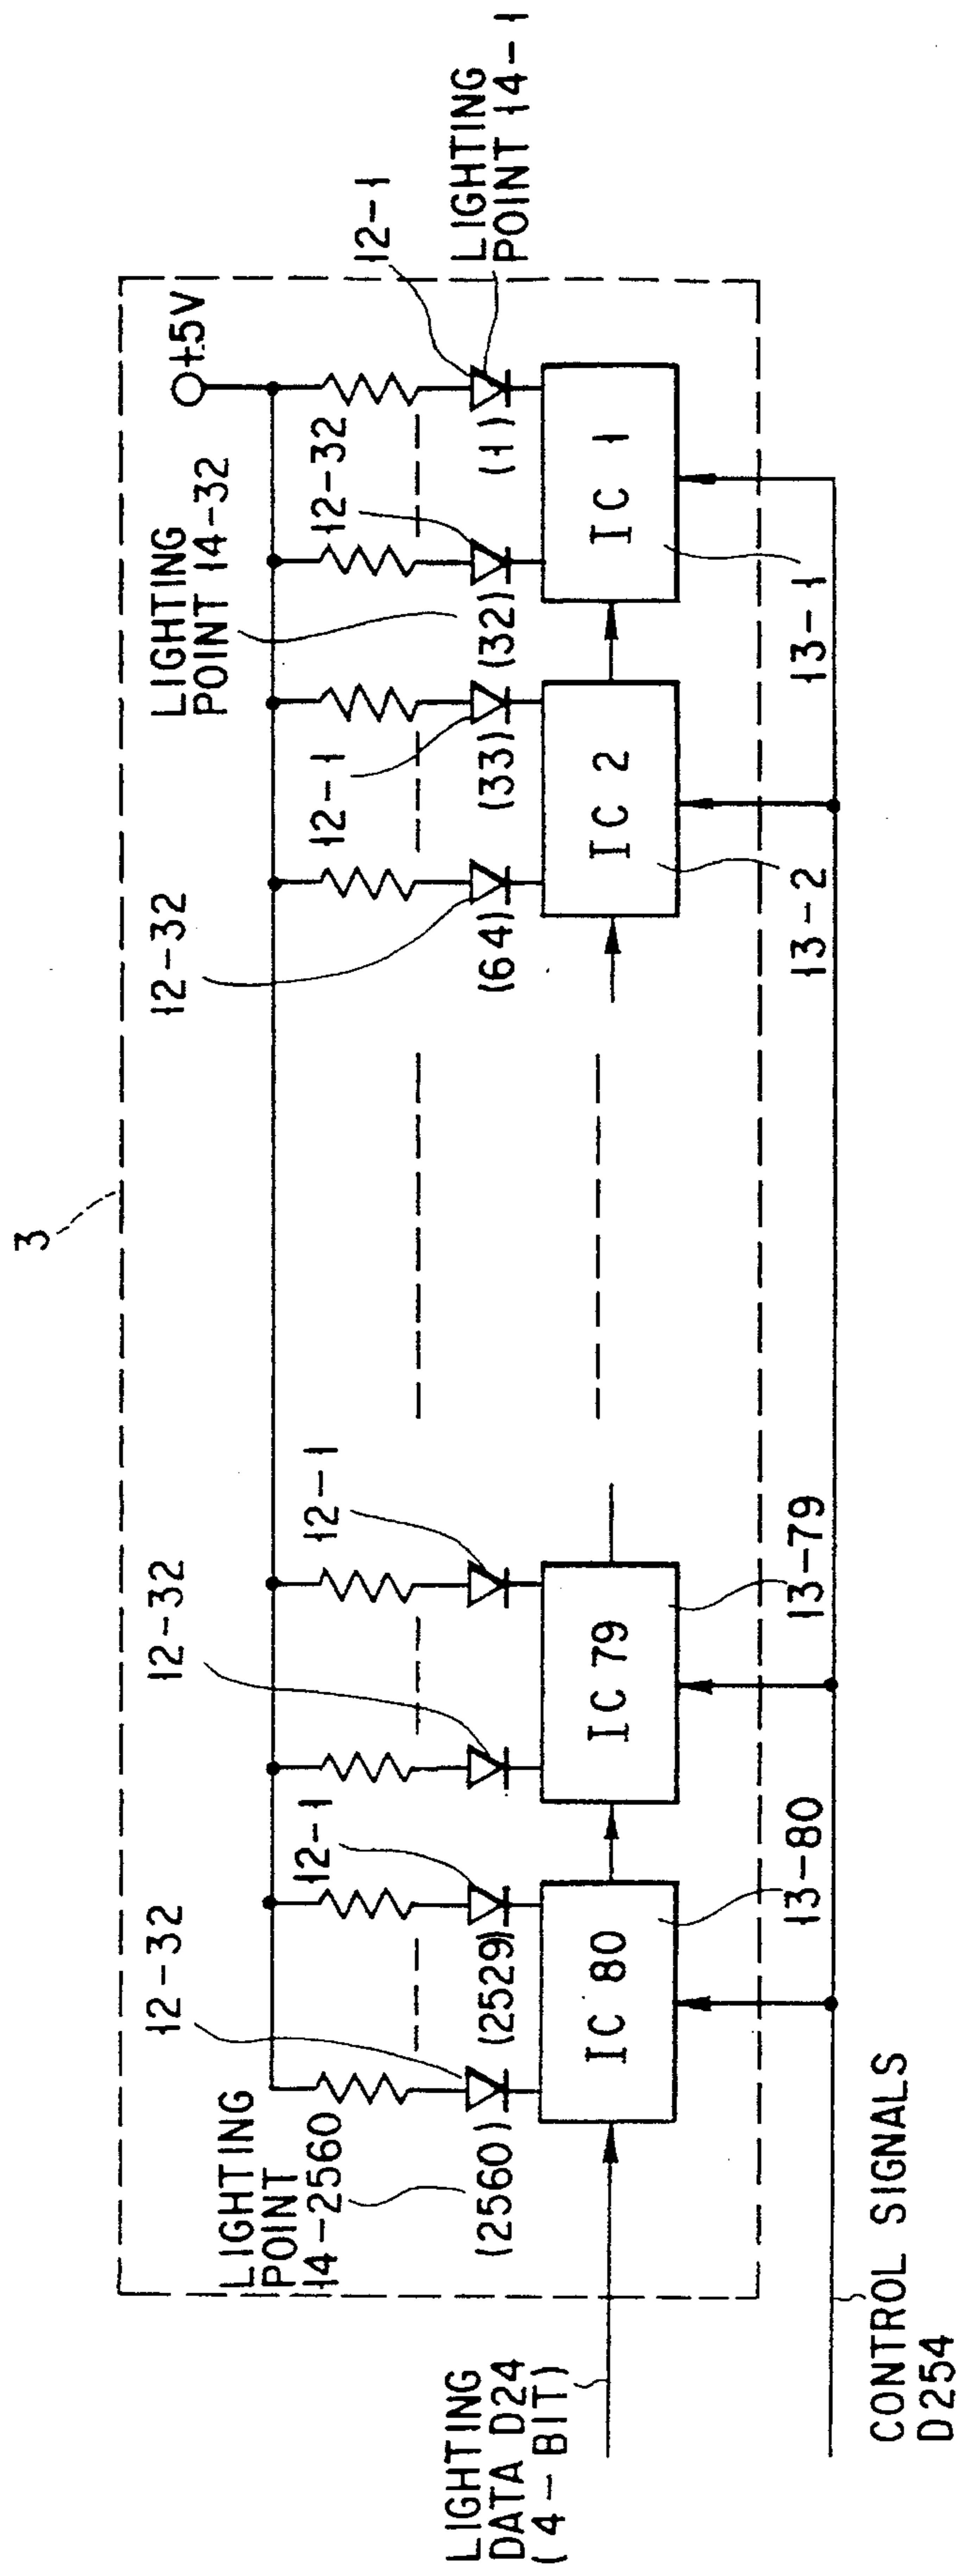 3
+5V
12-1
LIGHTING
POINT 14-1
LIGHTING
POINT 14-32
12-32
12-1
12-32
12-1
12-32
12-1
12-32
LIGHTING
POINT
14-2560
(2560)
(2529)
(64)
(33)
(32)
(1)
IC 80
IC 79
IC 2
IC 1
LIGHTING
DATA D24
(4-BIT)
13-80
13-79
13-2
13-1
CONTROL SIGNALS
D254